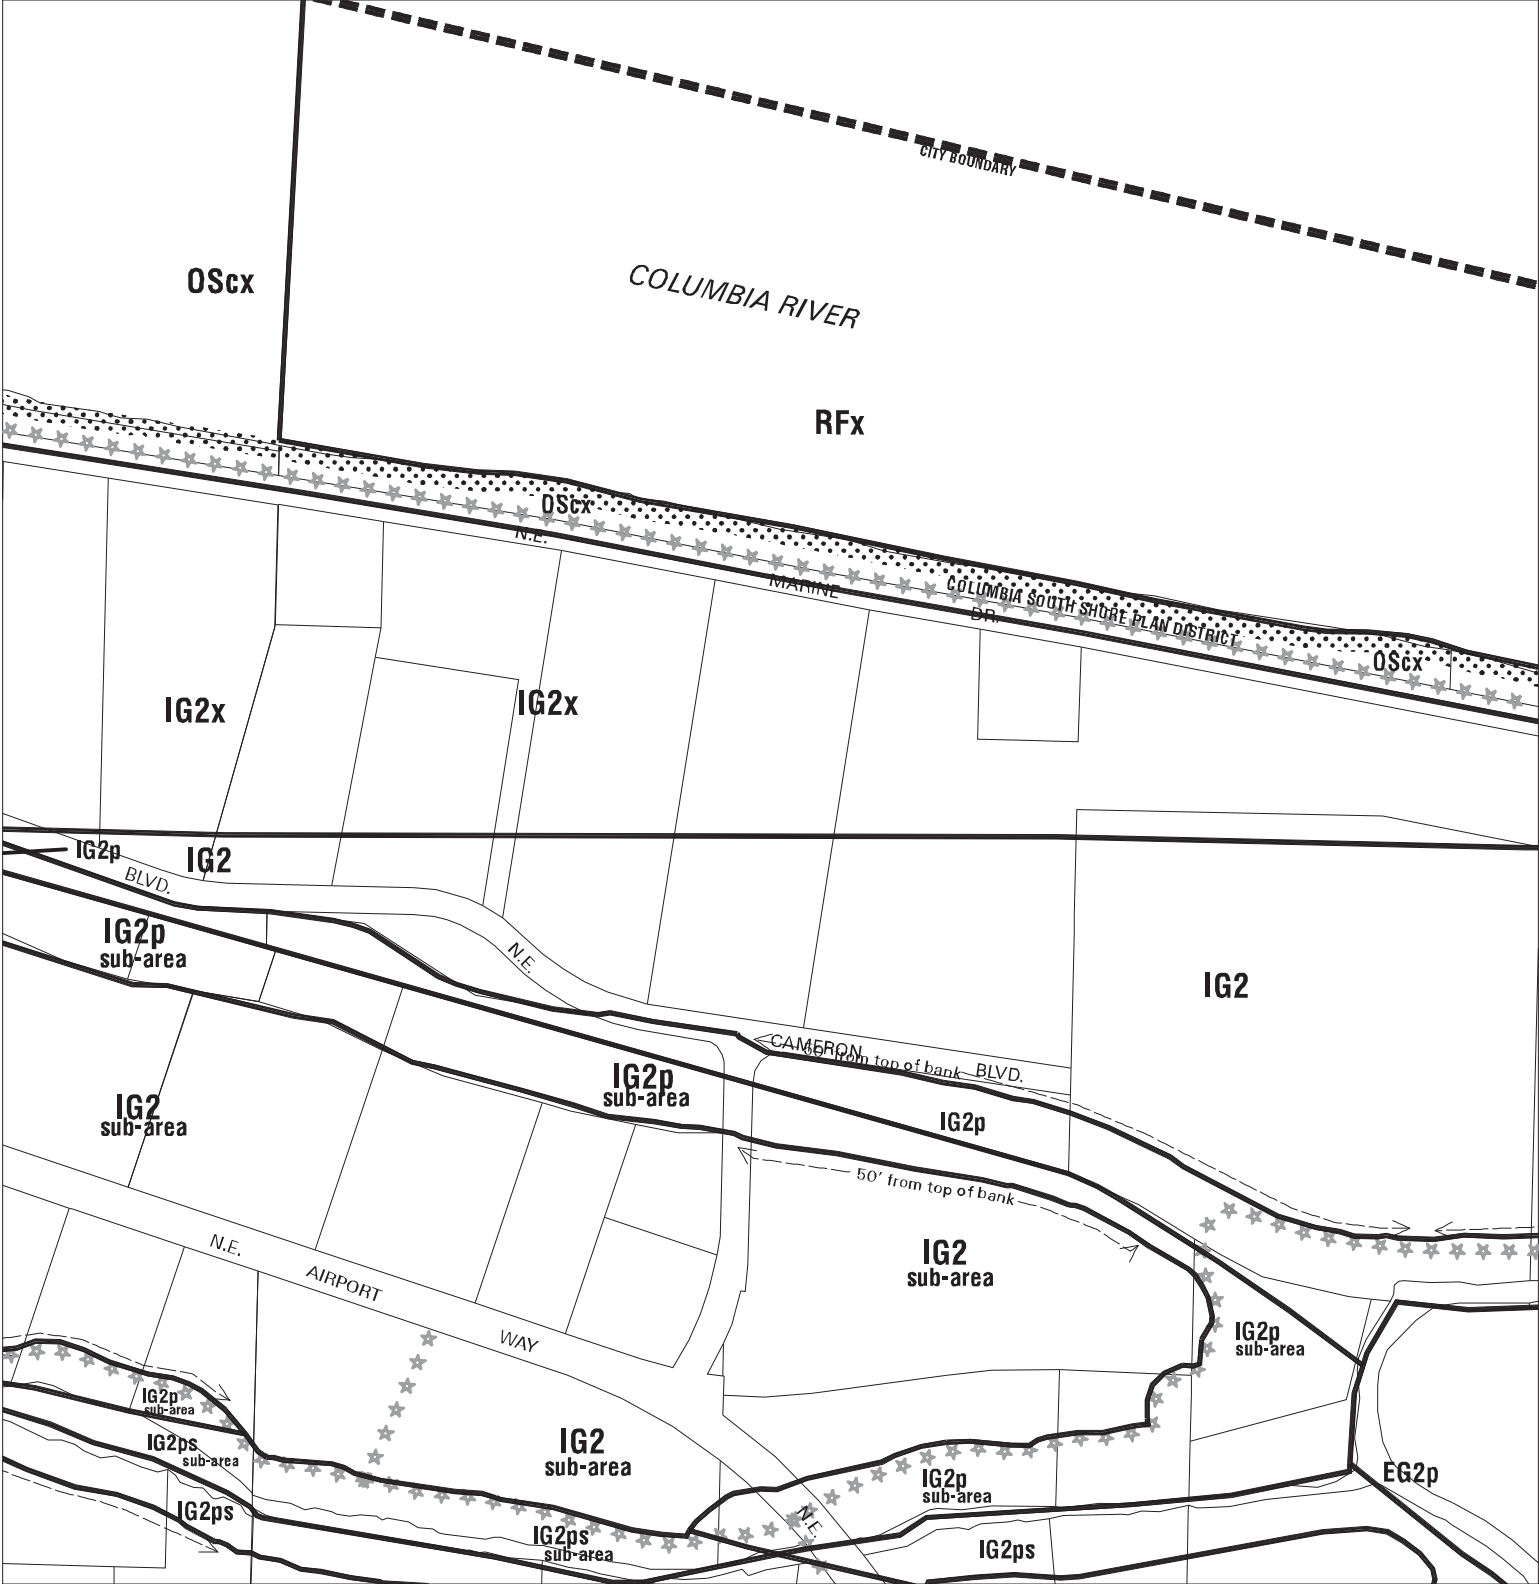 CITY BOUNDARY
OScx
COLUMBIA RIVER
RFx
OScx
N.E.
MARINE
DR.
COLUMBIA SOUTH SHORE PLAN DISTRICT
OScx
IG2x
IG2x
IG2p
IG2
BLVD.
IG2p
sub-area
N.E.
IG2
CAMERON
50' from top of bank
BLVD.
IG2p
sub-area
IG2
sub-area
IG2p
50' from top of bank
N.E.
AIRPORT
WAY
IG2
sub-area
IG2p
sub-area
IG2p
sub-area
IG2ps
sub-area
IG2
sub-area
IG2p
sub-area
EG2p
IG2ps
N.E.
IG2ps
sub-area
IG2ps